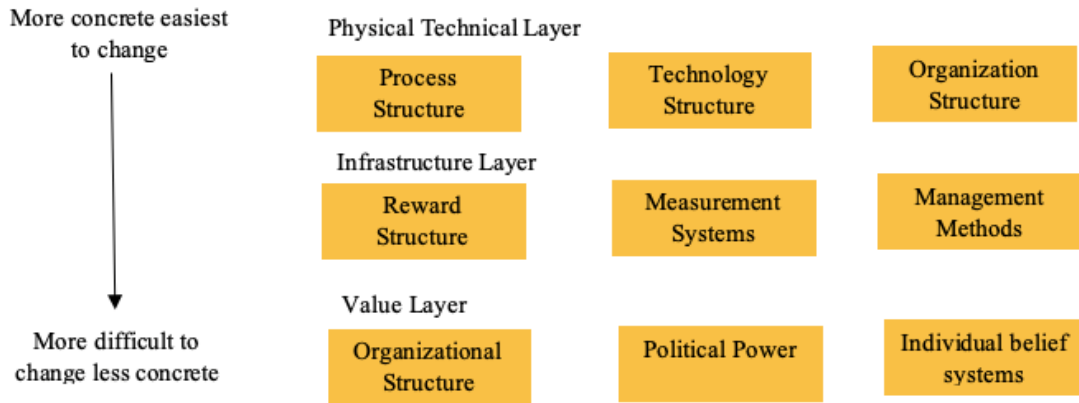 More concrete easiest
to change
Physical Technical Layer
Process
Structure
Technology
Structure
Organization
Structure
Infrastructure Layer
Reward
Structure
Measurement
Systems
Management
Methods
Value Layer
More difficult to
change less concrete
Organizational
Structure
Political Power
Individual belief
systems